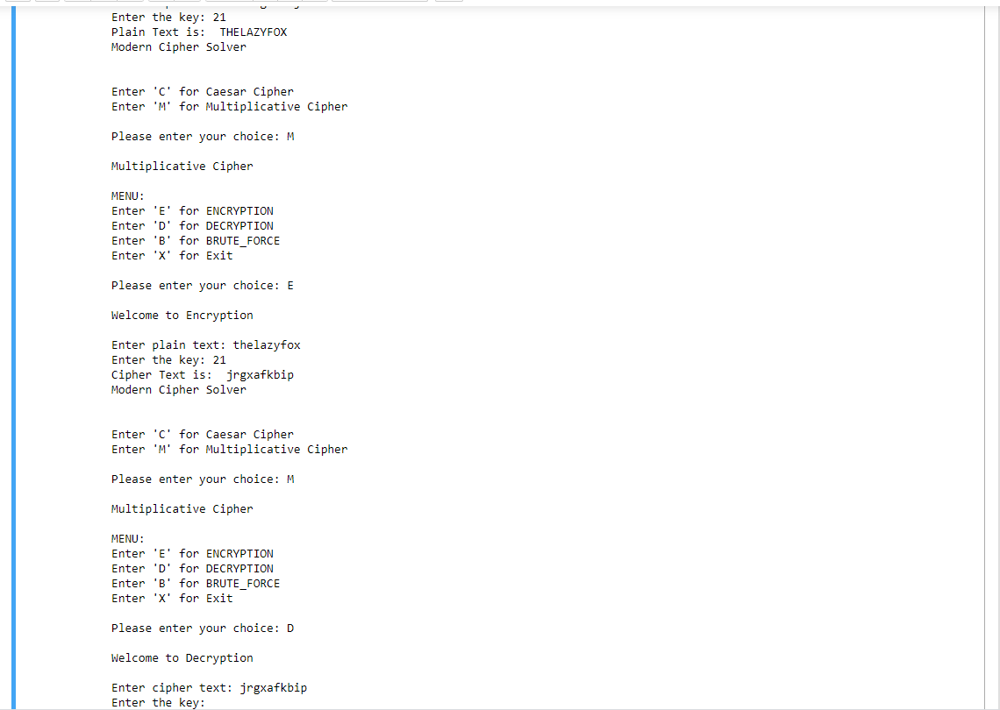 Enter the key: 21
Plain Text is:  THELAZYFOX
Modern Cipher Solver
Enter 'C' for Caesar Cipher
Enter 'M' for Multiplicative Cipher
Please enter your choice: M
Multiplicative Cipher
MENU:
Enter 'E' for ENCRYPTION
Enter 'D' for DECRYPTION
Enter 'B' for BRUTE_FORCE
Enter 'X' for Exit
Please enter your choice: E
Welcome to Encryption
Enter plain text: thelazyfox
Enter the key: 21
Cipher Text is:  jrgxafkbip
Modern Cipher Solver
Enter 'C' for Caesar Cipher
Enter 'M' for Multiplicative Cipher
Please enter your choice: M
Multiplicative Cipher
MENU:
Enter 'E' for ENCRYPTION
Enter 'D' for DECRYPTION
Enter 'B' for BRUTE_FORCE
Enter 'X' for Exit
Please enter your choice: D
Welcome to Decryption
Enter cipher text: jrgxafkbip
Enter the key: